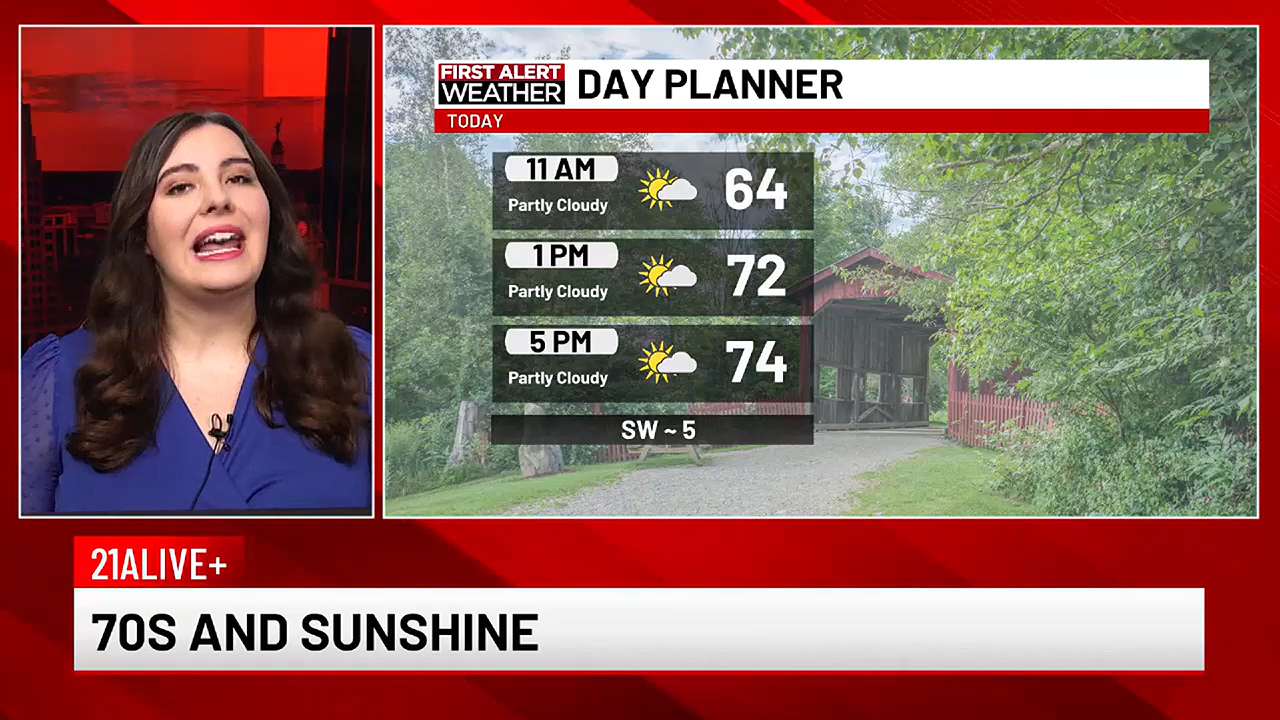 FIRST ALERT
WEATHER
DAY PLANNER
TODAY
11 AM
Partly Cloudy
64
1 PM
Partly Cloudy
72
5 PM
Partly Cloudy
74
SW ~ 5
21ALIVE+
70S AND SUNSHINE